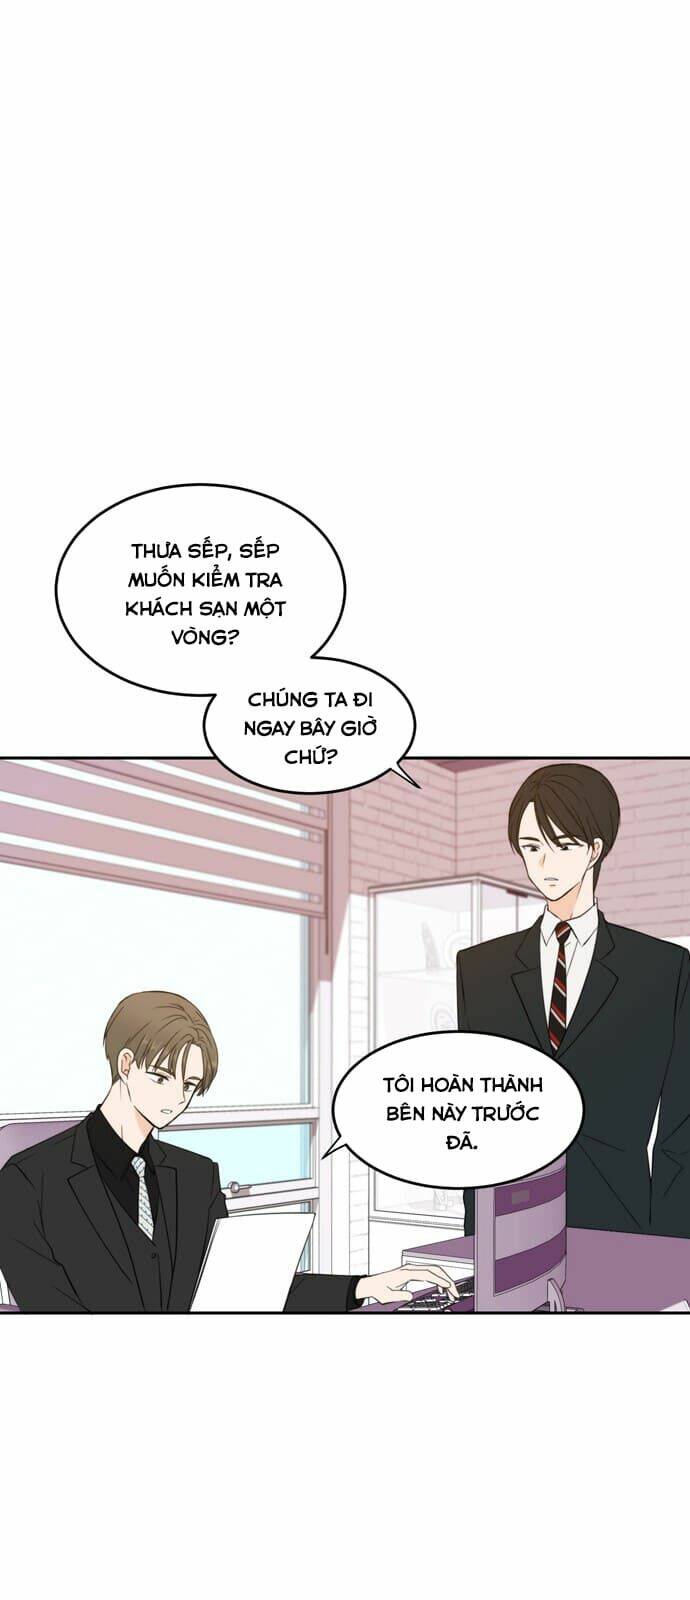 THƯA SẾP, SẾP
MUỐN KIỂM TRA
KHÁCH SẠN MỘT
VÒNG?
CHÚNG TA ĐI
NGAY BÂY GIỜ
CHỨ?
TÔI HOÀN THÀNH
BÊN NÀY TRƯỚC
ĐÃ.